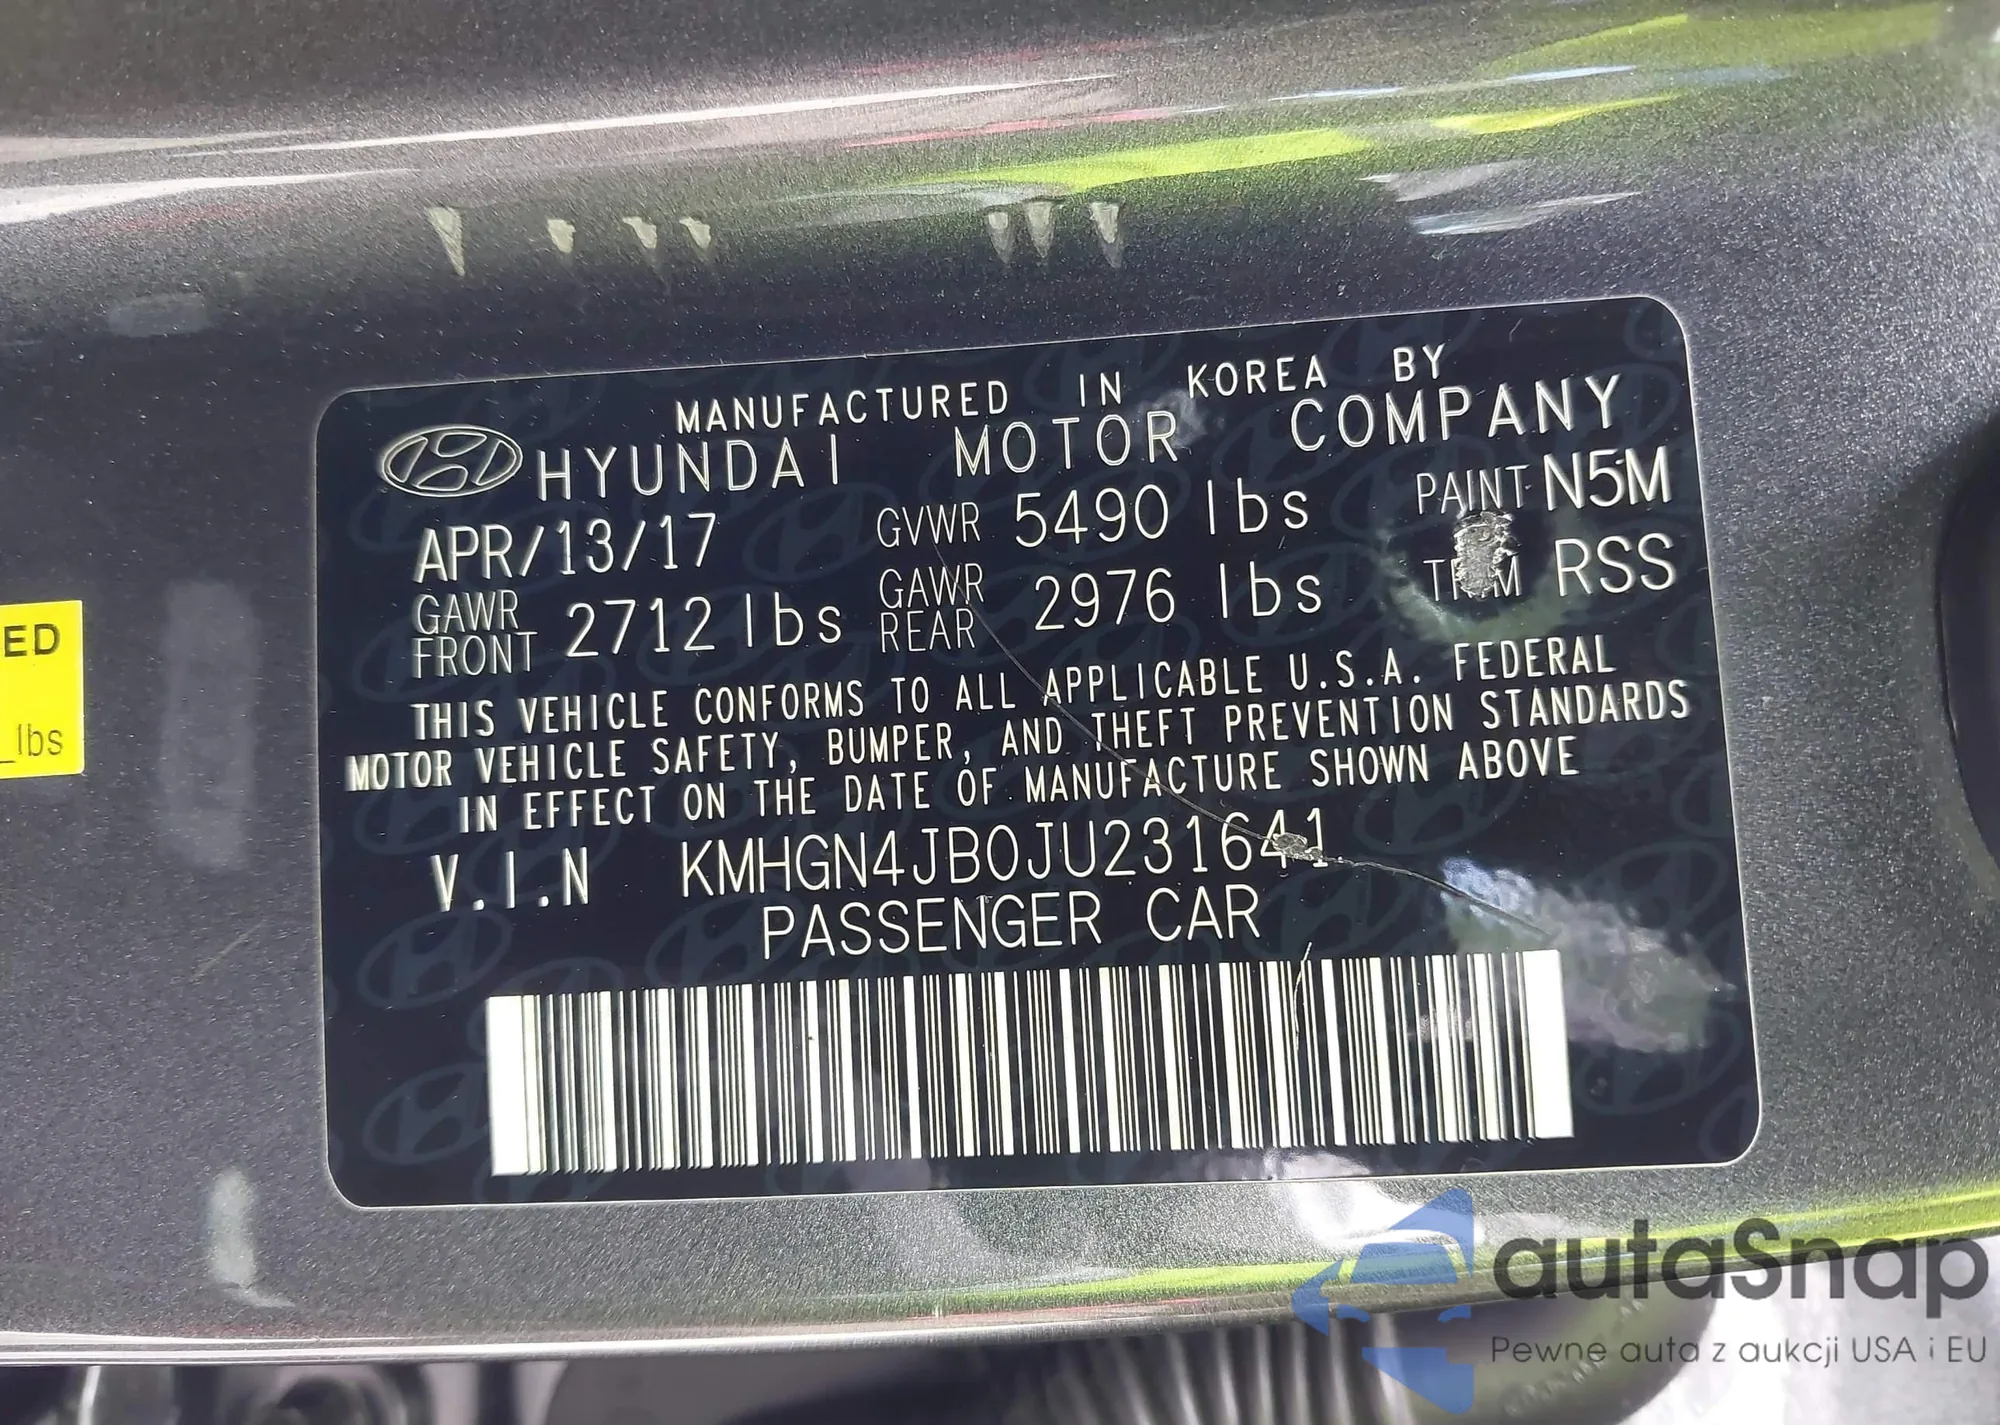 MANUFACTURED IN KOREA BY
HYUNDAI MOTOR COMPANY
APR/13/17 GVWR 5490 lbs PAINT N5M
GAWR FRONT 2712 lbs GAWR REAR 2976 lbs TRIM RSS
THIS VEHICLE CONFORMS TO ALL APPLICABLE U.S.A. FEDERAL
MOTOR VEHICLE SAFETY, BUMPER, AND THEFT PREVENTION STANDARDS
IN EFFECT ON THE DATE OF MANUFACTURE SHOWN ABOVE
V.I.N KMHGN4JB0JU231641
PASSENGER CAR
ED
lbs
autaSnap
Pewne auta z aukcji USA i EU